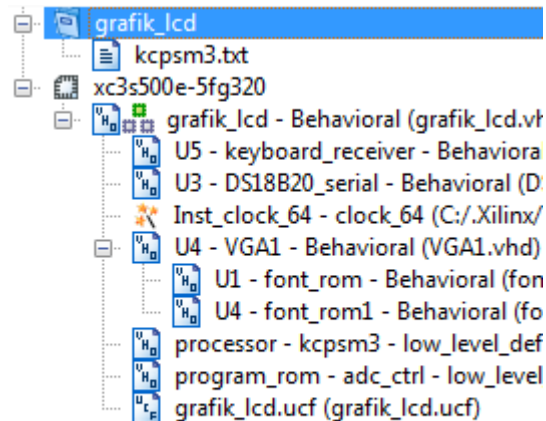 grafik_lcd
kcpsm3.txt
xc3s500e-5fg320
grafik_lcd - Behavioral (grafik_lcd.vh
U5 - keyboard_receiver - Behaviora
U3 - DS18B20_serial - Behavioral (D
Inst_clock_64 - clock_64 (C:/.Xilinx/
U4 - VGA1 - Behavioral (VGA1.vhd)
U1 - font_rom - Behavioral (fon
U4 - font_rom1 - Behavioral (fo
processor - kcpsm3 - low_level_def
program_rom - adc_ctrl - low_level
grafik_lcd.ucf (grafik_lcd.ucf)